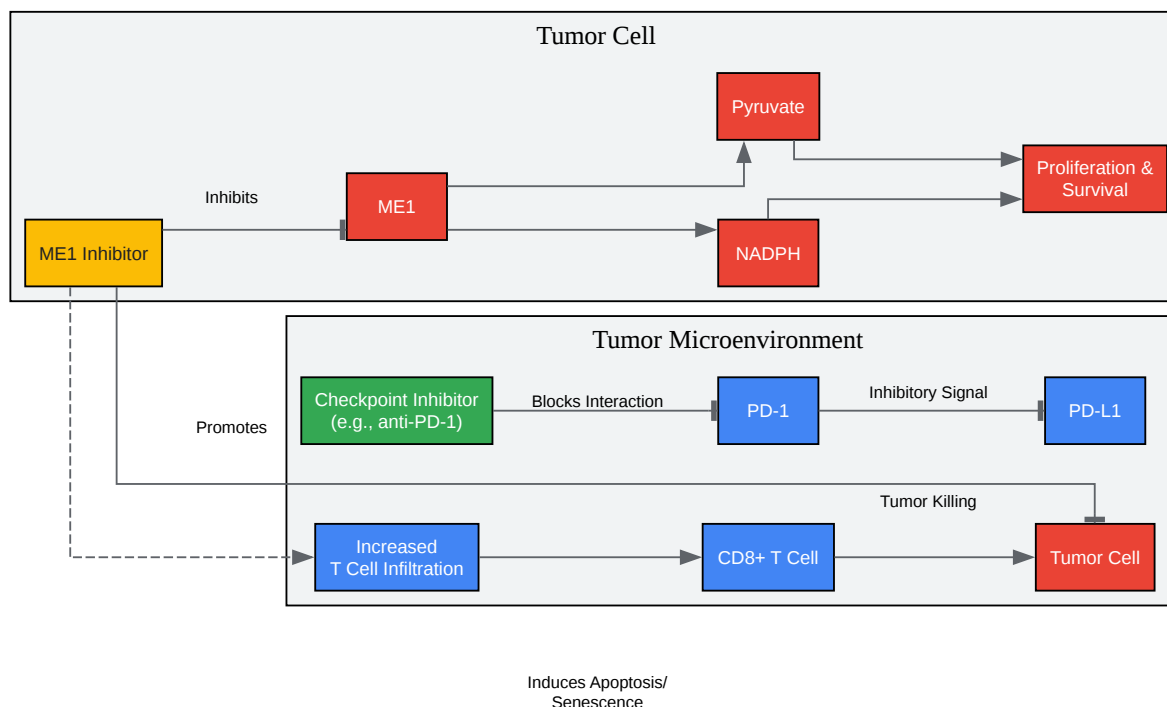 Tumor Cell
Pyruvate
Proliferation &
Survival
Inhibits
ME1
ME1 Inhibitor
NADPH
Tumor Microenvironment
Checkpoint Inhibitor
(e.g., anti-PD-1)
Blocks Interaction
PD-1
Inhibitory Signal
PD-L1
Promotes
Tumor Killing
Increased
T Cell Infiltration
CD8+ T Cell
Tumor Cell
Induces Apoptosis/
Senescence